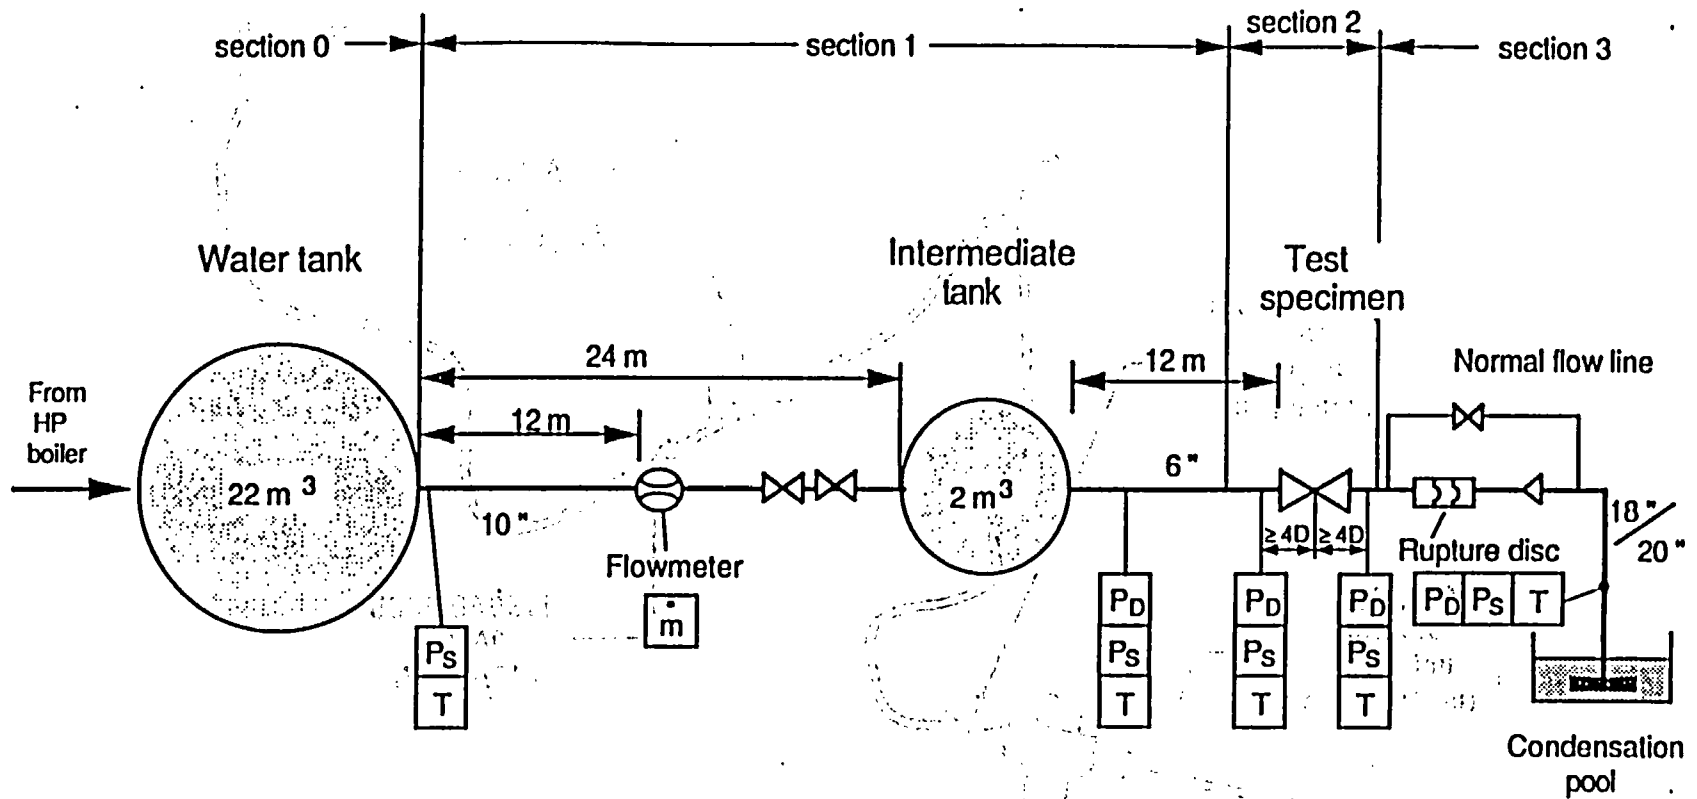 section 0
section 1
section 2
section 3
Water tank
Intermediate
tank
Test
specimen
24 m
12 m
12 m
Normal flow line
From
HP
boiler
22 m 3
10 "
Flowmeter
ṁ
2 m3
6 "
≥ 4D
≥ 4D
Rupture disc
18 "
20 "
PS
T
PD
PS
T
PD
PS
T
PD
PS
T
PD PS T
Condensation
pool